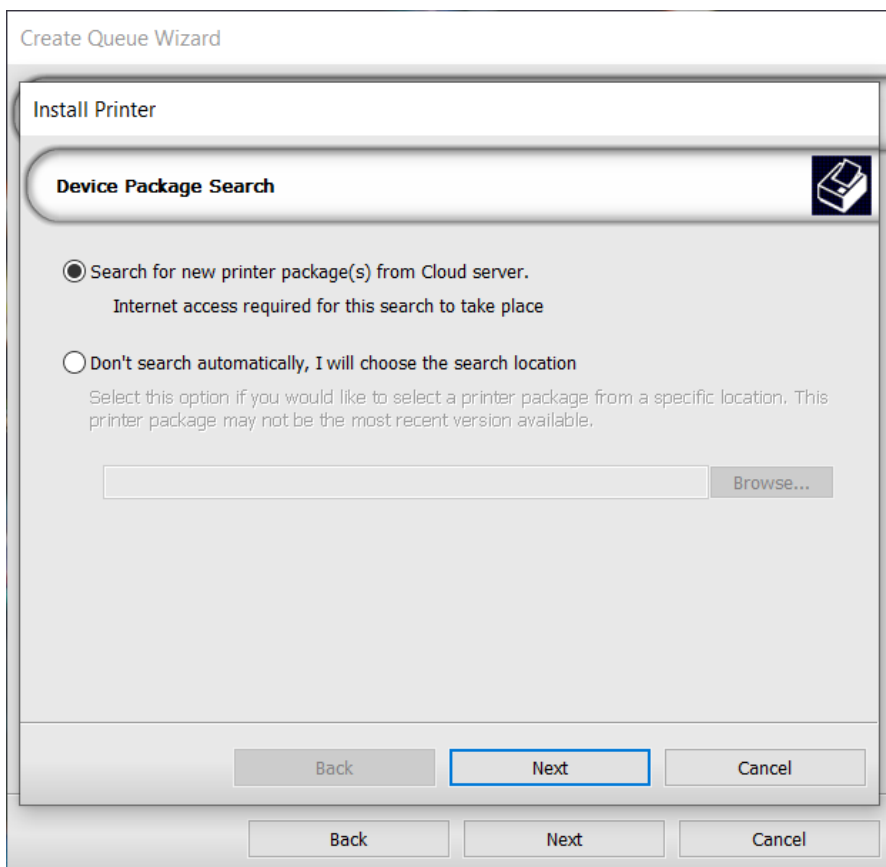 Create Queue Wizard
Install Printer
Device Package Search
Search for new printer package(s) from Cloud server.
Internet access required for this search to take place
Don't search automatically, I will choose the search location
Select this option if you would like to select a printer package from a specific location. This
printer package may not be the most recent version available.
Browse...
Back
Next
Cancel
Back
Next
Cancel